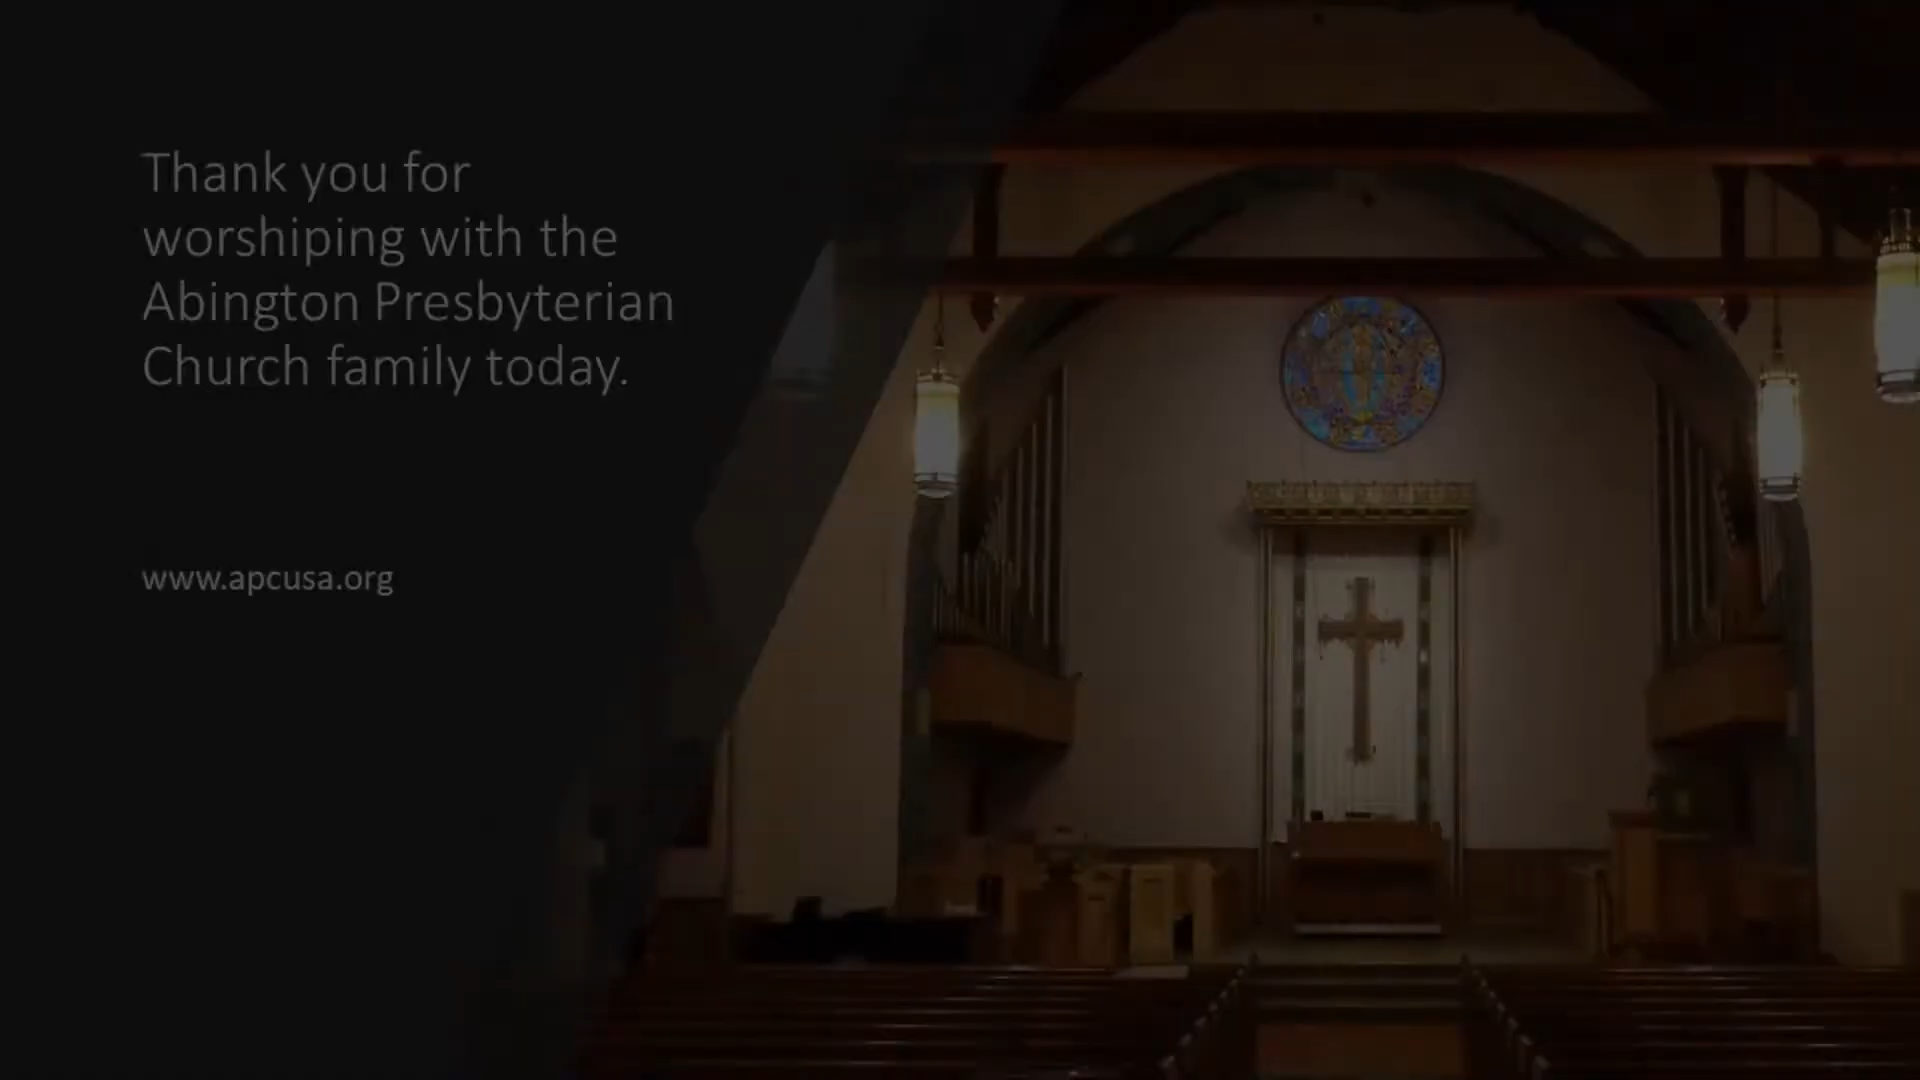 Thank you for
worshiping with the
Abington Presbyterian
Church family today.
www.apcusa.org